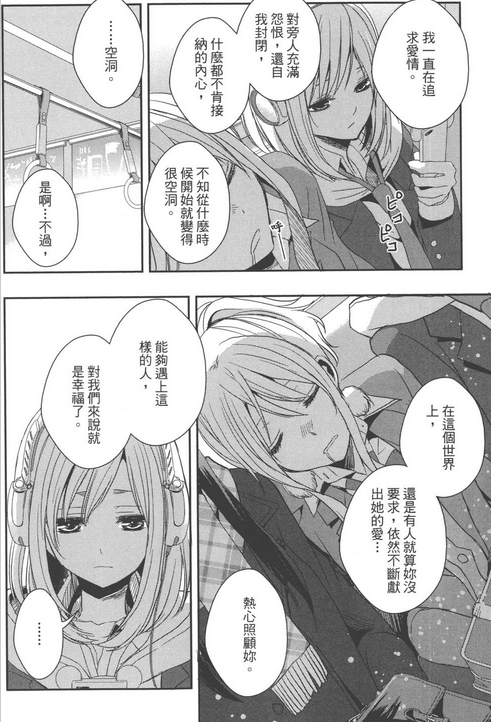 我一直在追
求愛情。
對旁人充滿
怨恨，還自
我封閉，
什麼都不肯接
納的內心，
ピコ
ピコ
不知從什麼時
候開始就變得
很空洞。
呼…
……空洞。
是啊…不過，
在這個世界
上，
還是有人就算妳沒
要求，依然不斷獻
出她的愛…
熱心照顧妳。
能夠遇上這
樣的人，
對我們來說就
是幸福了。
……